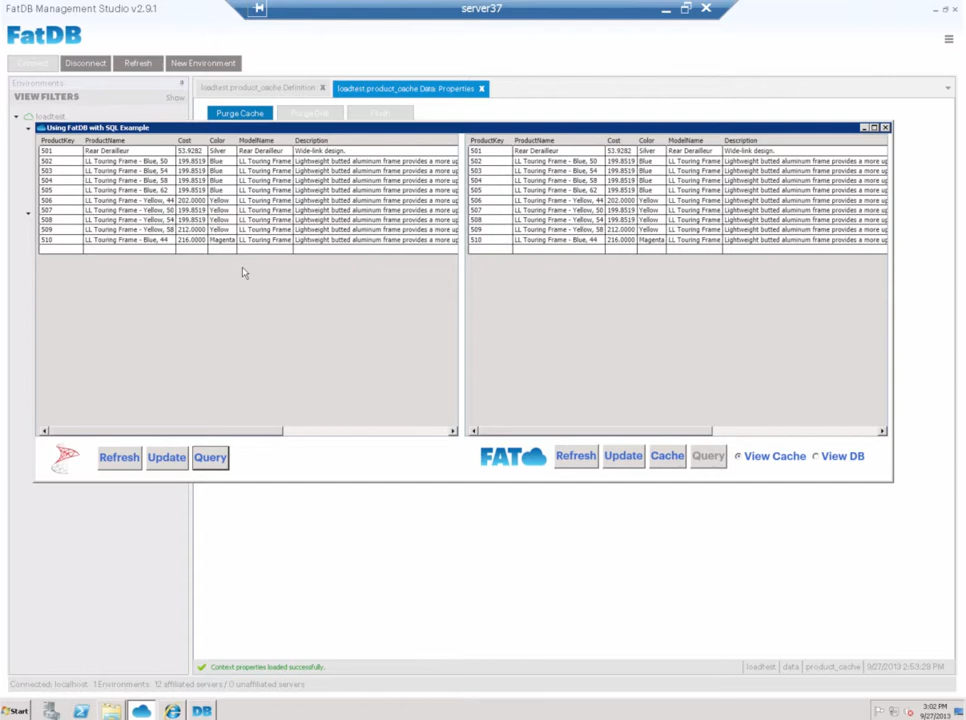 FatDB Management Studio v2.9.1
server37
FatDB
Connect Disconnect Refresh New Environment
Environments
VIEW FILTERS Show
loadtest
loadtest.product_cache.Definition X
loadtest.product_cache Data: Properties X
Purge Cache Purge Drill
Using FatDB with SQL Example
ProductKey ProductName Cost Color ModelName Description
501 Rear Derailleur 53.9282 Silver Rear Derailleur Wide-link design.
502 LL Touring Frame - Blue, 50 199.8519 Blue LL Touring Frame Lightweight butted aluminum frame provides a more up
503 LL Touring Frame - Blue, 54 199.8519 Blue LL Touring Frame Lightweight butted aluminum frame provides a more up
504 LL Touring Frame - Blue, 58 199.8519 Blue LL Touring Frame Lightweight butted aluminum frame provides a more up
505 LL Touring Frame - Blue, 62 199.8519 Blue LL Touring Frame Lightweight butted aluminum frame provides a more up
506 LL Touring Frame - Yellow, 44 202.0000 Yellow LL Touring Frame Lightweight butted aluminum frame provides a more up
507 LL Touring Frame - Yellow, 50 199.8519 Yellow LL Touring Frame Lightweight butted aluminum frame provides a more up
508 LL Touring Frame - Yellow, 54 199.8519 Yellow LL Touring Frame Lightweight butted aluminum frame provides a more up
509 LL Touring Frame - Yellow, 58 212.0000 Yellow LL Touring Frame Lightweight butted aluminum frame provides a more up
510 LL Touring Frame - Blue, 44 216.0000 Magenta LL Touring Frame Lightweight butted aluminum frame provides a more up
Refresh Update Query
ProductKey ProductName Cost Color ModelName Description
501 Rear Derailleur 53.9282 Silver Rear Derailleur Wide-link design.
502 LL Touring Frame - Blue, 50 199.8519 Blue LL Touring Frame Lightweight butted aluminum frame provides a more up
503 LL Touring Frame - Blue, 54 199.8519 Blue LL Touring Frame Lightweight butted aluminum frame provides a more up
504 LL Touring Frame - Blue, 58 199.8519 Blue LL Touring Frame Lightweight butted aluminum frame provides a more up
505 LL Touring Frame - Blue, 62 199.8519 Blue LL Touring Frame Lightweight butted aluminum frame provides a more up
506 LL Touring Frame - Yellow, 44 202.0000 Yellow LL Touring Frame Lightweight butted aluminum frame provides a more up
507 LL Touring Frame - Yellow, 50 199.8519 Yellow LL Touring Frame Lightweight butted aluminum frame provides a more up
508 LL Touring Frame - Yellow, 54 199.8519 Yellow LL Touring Frame Lightweight butted aluminum frame provides a more up
509 LL Touring Frame - Yellow, 58 212.0000 Yellow LL Touring Frame Lightweight butted aluminum frame provides a more up
510 LL Touring Frame - Blue, 44 216.0000 Magenta LL Touring Frame Lightweight butted aluminum frame provides a more up
FAT Refresh Update Cache Query View Cache View DB
Context properties loaded successfully.
loadtest data product_cache 9/27/2013 2:53:29 PM
Connected: localhost 1 Environments 12 affiliated servers / 0 unaffiliated servers
Start DB
3:02 PM
9/27/2013